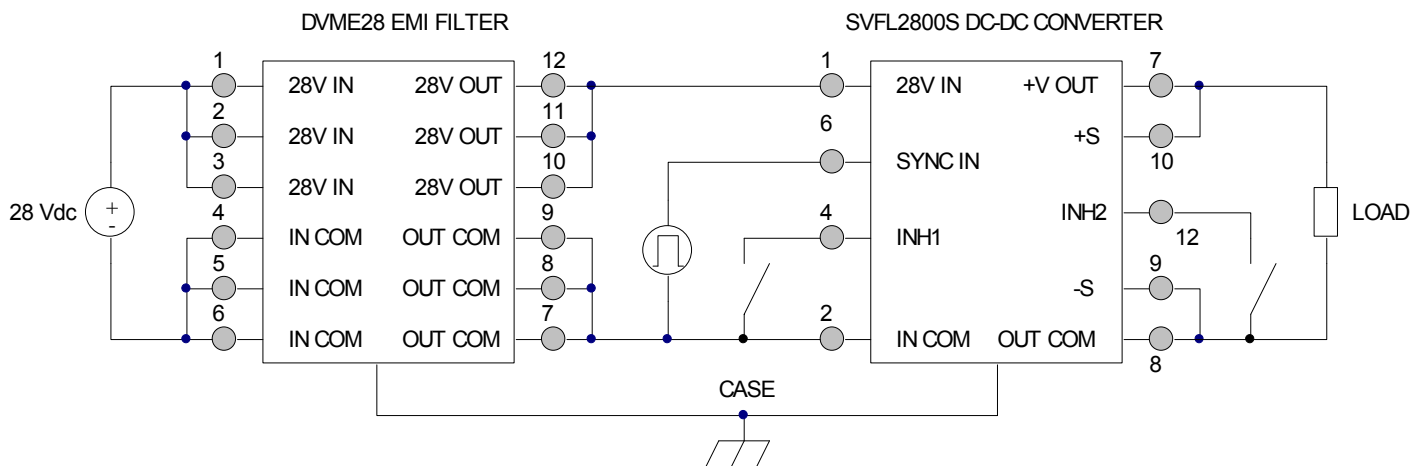 DVME28 EMI FILTER SVFL2800S DC-DC CONVERTER
1 12 1 7
28V IN 28V OUT 28V IN +V OUT
2 11 6
28V IN 28V OUT +S
3 10 SYNC IN 10
28V IN 28V OUT
28 Vdc + - 4 9 4 INH2 LOAD
IN COM OUT COM INH1 12
5 8 9
IN COM OUT COM -S
6 7 2
IN COM OUT COM IN COM OUT COM
8
CASE